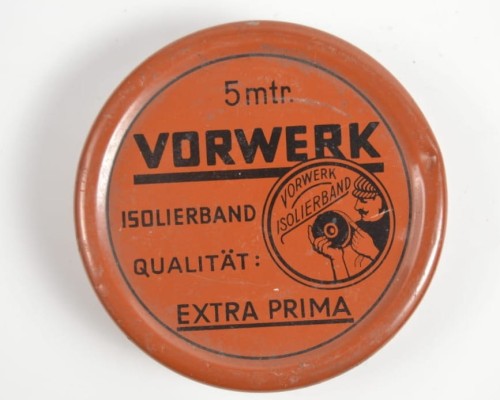 5 mtr.
VORWERK
ISOLIERBAND
VORWERK
ISOLIERBAND
QUALITÄT:
EXTRA PRIMA